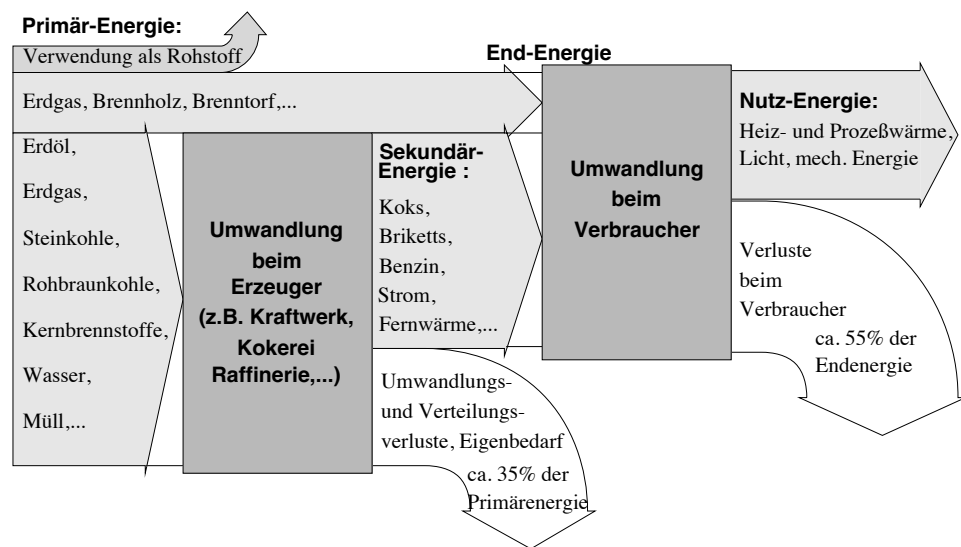 Primär-Energie:
Verwendung als Rohstoff
Erdgas, Brennholz, Brenntorf,...
Erdöl,
Erdgas,
Steinkohle,
Rohbraunkohle,
Kernbrennstoffe,
Wasser,
Müll,...
Umwandlung
beim
Erzeuger
(z.B. Kraftwerk,
Kokerei
Raffinerie,...)
Sekundär-
Energie :
Koks,
Briketts,
Benzin,
Strom,
Fernwärme,...
Umwandlungs-
und Verteilungs-
verluste, Eigenbedarf
ca. 35% der
Primärenergie
End-Energie
Umwandlung
beim
Verbraucher
Nutz-Energie:
Heiz- und Prozeßwärme,
Licht, mech. Energie
Verluste
beim
Verbraucher
ca. 55% der
Endenergie